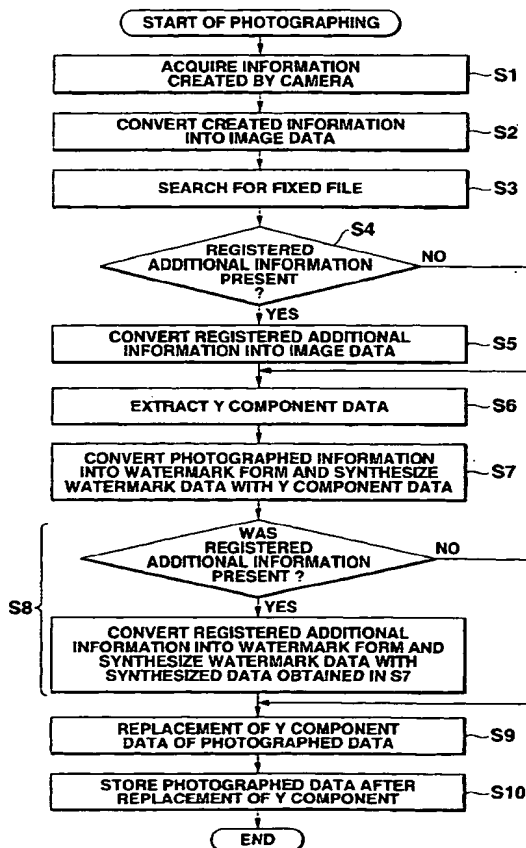 START OF PHOTOGRAPHING
ACQUIRE INFORMATION
CREATED BY CAMERA
S1
CONVERT CREATED INFORMATION
INTO IMAGE DATA
S2
SEARCH FOR FIXED FILE
S3
S4
REGISTERED
ADDITIONAL INFORMATION
PRESENT
?
NO
YES
CONVERT REGISTERED ADDITIONAL
INFORMATION INTO IMAGE DATA
S5
EXTRACT Y COMPONENT DATA
S6
CONVERT PHOTOGRAPHED INFORMATION
INTO WATERMARK FORM AND SYNTHESIZE
WATERMARK DATA WITH Y COMPONENT DATA
S7
WAS
REGISTERED
ADDITIONAL INFORMATION
PRESENT ?
NO
S8
YES
CONVERT REGISTERED ADDITIONAL
INFORMATION INTO WATERMARK FORM AND
SYNTHESIZE WATERMARK DATA WITH
SYNTHESIZED DATA OBTAINED IN S7
REPLACEMENT OF Y COMPONENT
DATA OF PHOTOGRAPHED DATA
S9
STORE PHOTOGRAPHED DATA AFTER
REPLACEMENT OF Y COMPONENT
S10
END